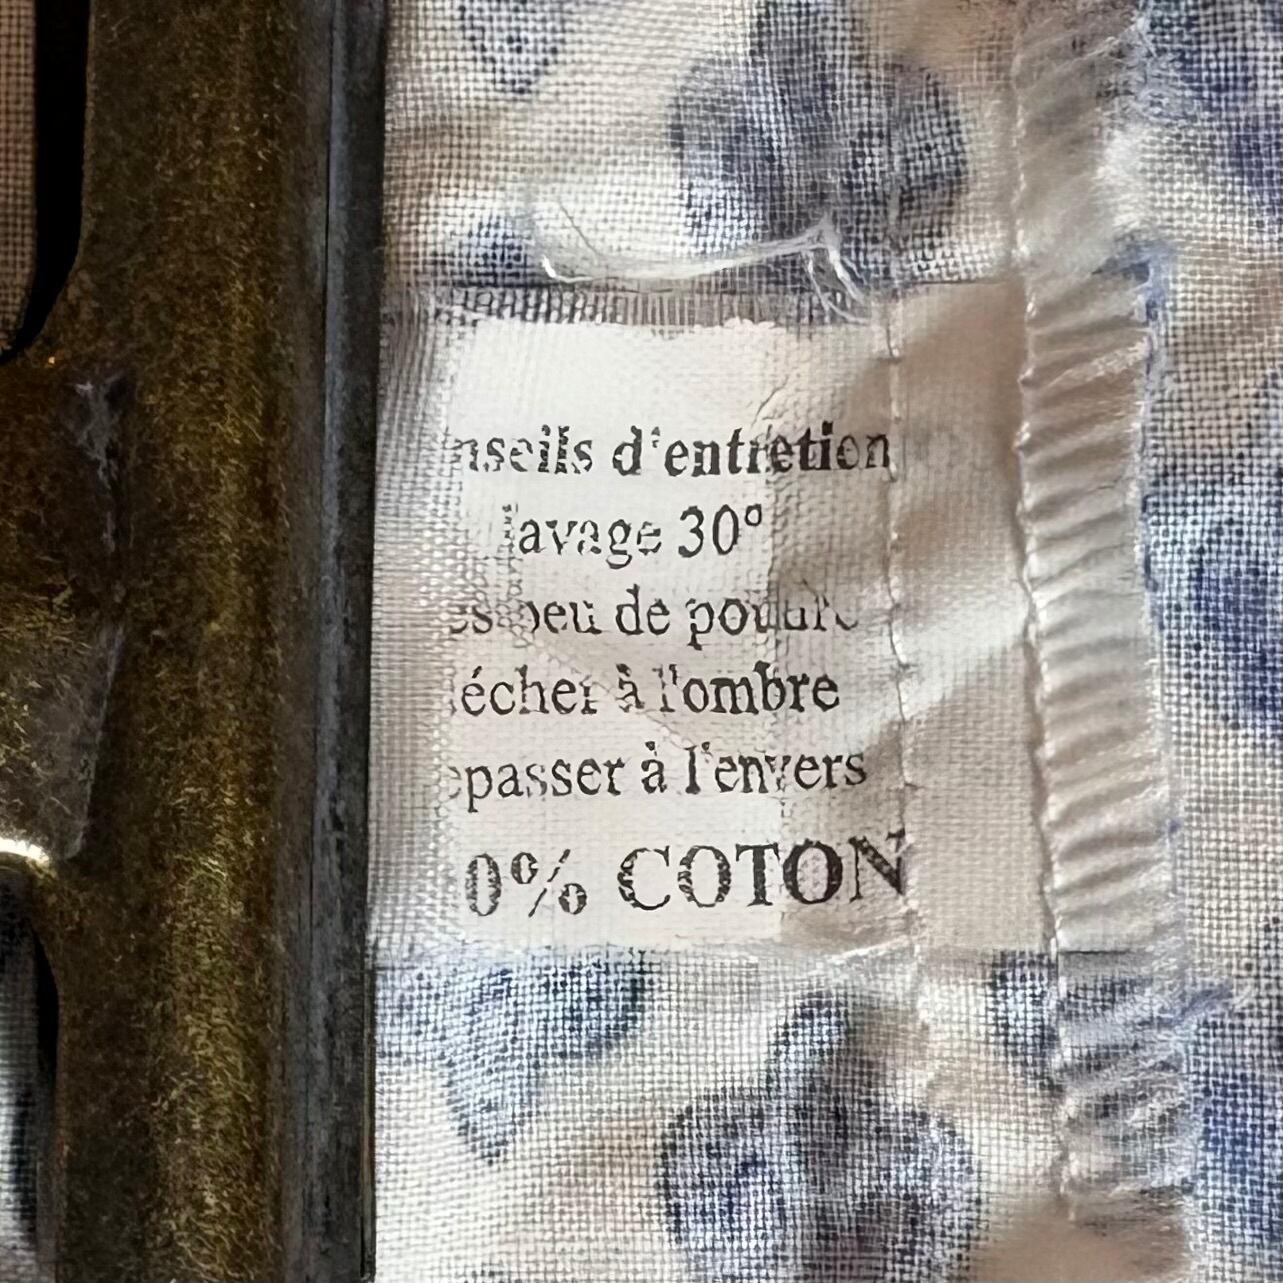 nseils d'entretien
lavage 30°
es peu de poudre
écher à l'ombre
epasser à l'envers
0% COTON